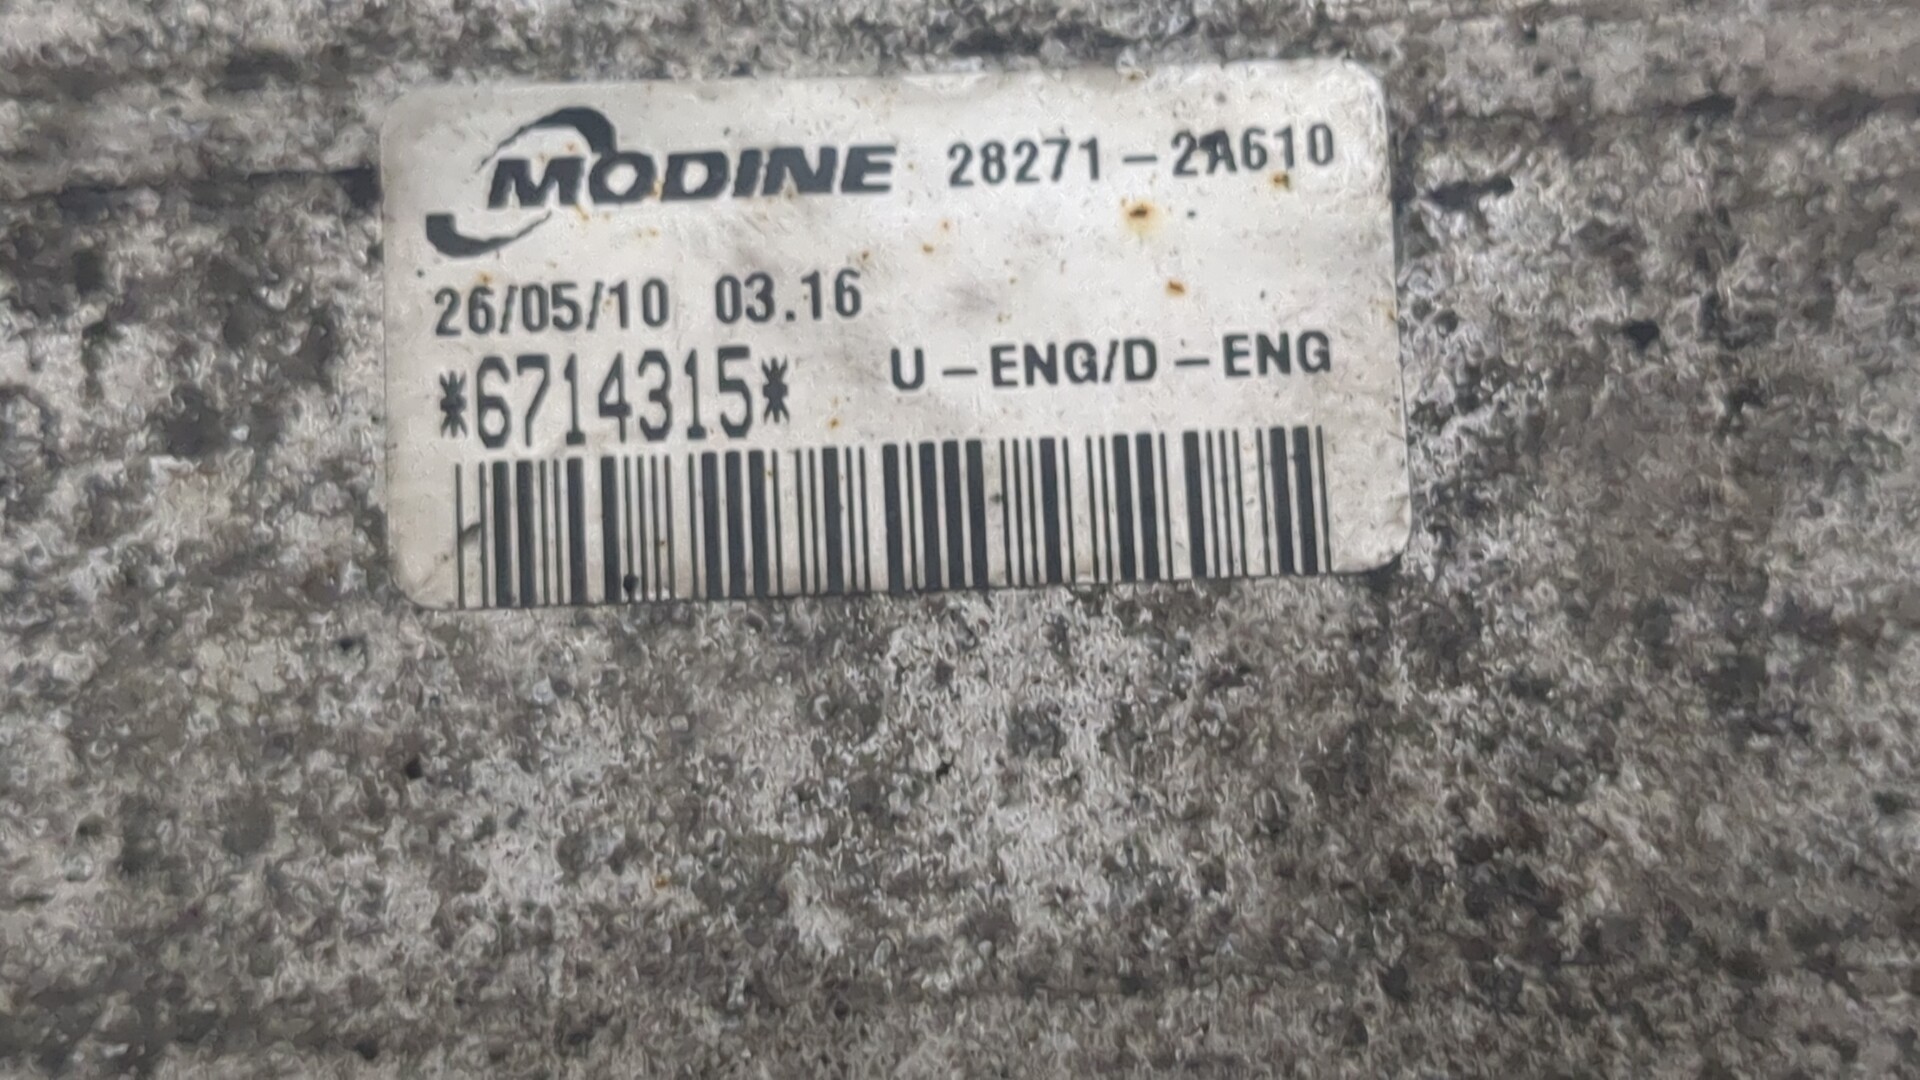 MODINE 28271-2A610
26/05/10 03.16
*6714315* U-ENG/D-ENG